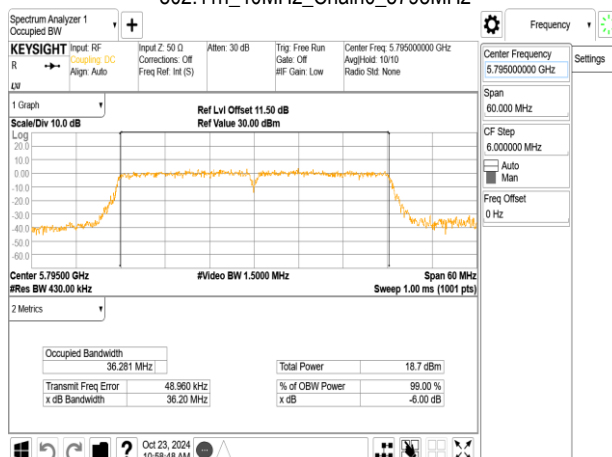 802.11n_40MHz_Chain0_5795MHz
Spectrum Analyzer 1
Occupied BW
Frequency
KEYSIGHT Input: RF
Coupling: DC
Align: Auto
Input Z: 50 Ω
Corrections: Off
Freq Ref: Int (S)
Atten: 30 dB
Trig: Free Run
Gate: Off
#IF Gain: Low
Center Freq: 5.795000000 GHz
Avg|Hold: 10/10
Radio Std: None
R
LXI
Center Frequency
5.795000000 GHz
Settings
Span
60.000 MHz
CF Step
6.000000 MHz
Auto
Man
Freq Offset
0 Hz
1 Graph
Scale/Div 10.0 dB
Ref Lvl Offset 11.50 dB
Ref Value 30.00 dBm
Log
20.0
10.0
0.00
-10.0
-20.0
-30.0
-40.0
-50.0
-60.0
Center 5.79500 GHz
#Res BW 430.00 kHz
#Video BW 1.5000 MHz
Span 60 MHz
Sweep 1.00 ms (1001 pts)
2 Metrics
Occupied Bandwidth
36.281 MHz
Total Power 18.7 dBm
Transmit Freq Error 48.960 kHz
% of OBW Power 99.00 %
x dB Bandwidth 36.20 MHz
x dB -6.00 dB
Oct 23, 2024
10:58:48 AM